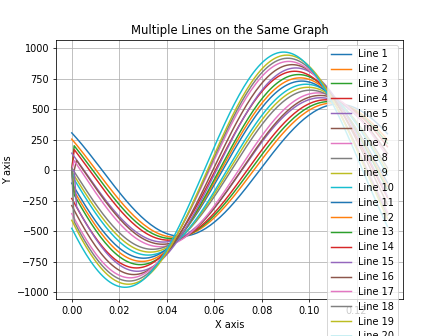 Multiple Lines on the Same Graph
Y axis
1000
750
500
250
0
−250
−500
−750
−1000
0.00
0.02
0.04
0.06
0.08
0.10
X axis
Line 1
Line 2
Line 3
Line 4
Line 5
Line 6
Line 7
Line 8
Line 9
Line 10
Line 11
Line 12
Line 13
Line 14
Line 15
Line 16
Line 17
Line 18
Line 19
Line 20